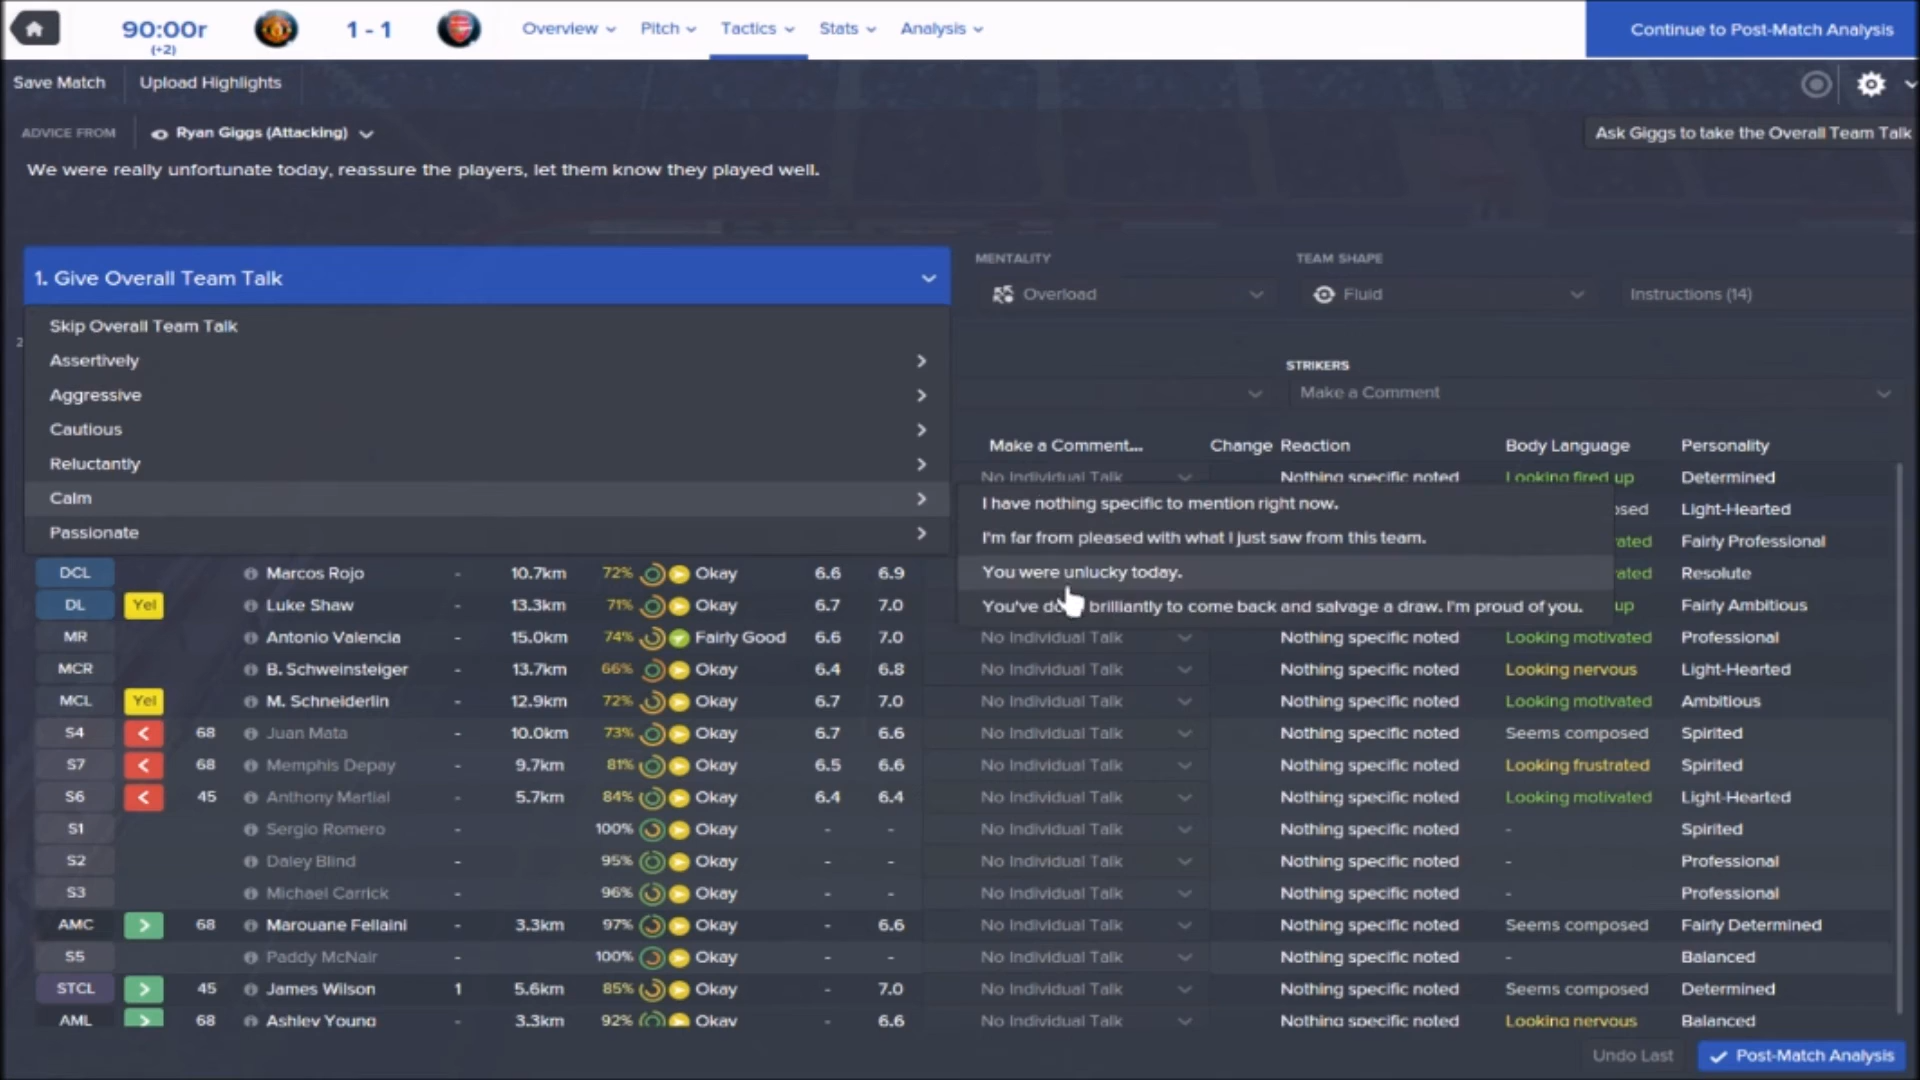 90:00r 1 - 1 Overview Pitch Tactics Stats Analysis Continue to Post-Match Analysis
(+2)
Save Match Upload Highlights
ADVICE FROM Ryan Giggs (Attacking) Ask Giggs to take the Overall Team Talk
We were really unfortunate today, reassure the players, let them know they played well.
MENTALITY TEAM SHAPE
1. Give Overall Team Talk Overload Fluid Instructions (14)
Skip Overall Team Talk
2
Assertively
STRIKERS
Aggressive Make a Comment
Cautious
Make a Comment... Change Reaction Body Language Personality
Reluctantly
No Individual Talk Nothing specific noted Looking fired up Determined
Calm
I have nothing specific to mention right now. osed Light-Hearted
Passionate
I'm far from pleased with what I just saw from this team. ated Fairly Professional
DCL Marcos Rojo - 10.7km 72% Okay 6.6 6.9 You were unlucky today. ated Resolute
DL Yel Luke Shaw - 13.3km 71% Okay 6.7 7.0 You've do brilliantly to come back and salvage a draw. I'm proud of you. up Fairly Ambitious
MR Antonio Valencia - 15.0km 74% Fairly Good 6.6 7.0 No Individual Talk Nothing specific noted Looking motivated Professional
MCR B. Schweinsteiger - 13.7km 66% Okay 6.4 6.8 No Individual Talk Nothing specific noted Looking nervous Light-Hearted
MCL Yel M. Schneiderlin - 12.9km 72% Okay 6.7 7.0 No Individual Talk Nothing specific noted Looking motivated Ambitious
S4 < 68 Juan Mata - 10.0km 73% Okay 6.7 6.6 No Individual Talk Nothing specific noted Seems composed Spirited
S7 < 68 Memphis Depay - 9.7km 81% Okay 6.5 6.6 No Individual Talk Nothing specific noted Looking frustrated Spirited
S6 < 45 Anthony Martial - 5.7km 84% Okay 6.4 6.4 No Individual Talk Nothing specific noted Looking motivated Light-Hearted
S1 Sergio Romero - 100% Okay - - No Individual Talk Nothing specific noted - Spirited
S2 Daley Blind - 95% Okay - - No Individual Talk Nothing specific noted - Professional
S3 Michael Carrick - 96% Okay - - No Individual Talk Nothing specific noted - Professional
AMC > 68 Marouane Fellaini - 3.3km 97% Okay - 6.6 No Individual Talk Nothing specific noted Seems composed Fairly Determined
S5 Paddy McNair - 100% Okay - - No Individual Talk Nothing specific noted - Balanced
STCL > 45 James Wilson 1 5.6km 85% Okay - 7.0 No Individual Talk Nothing specific noted Seems composed Determined
AML > 68 Ashley Young - 3.3km 92% Okay - 6.6 No Individual Talk Nothing specific noted Looking nervous Balanced
Undo Last Post-Match Analysis